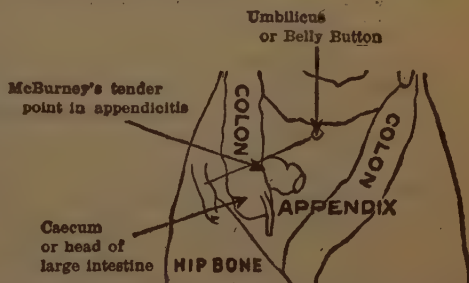 Umbilicus
or Belly Button
McBurney's tender
point in appendicitis
COLON
COLON
APPENDIX
Caecum
or head of
large intestine
HIP BONE